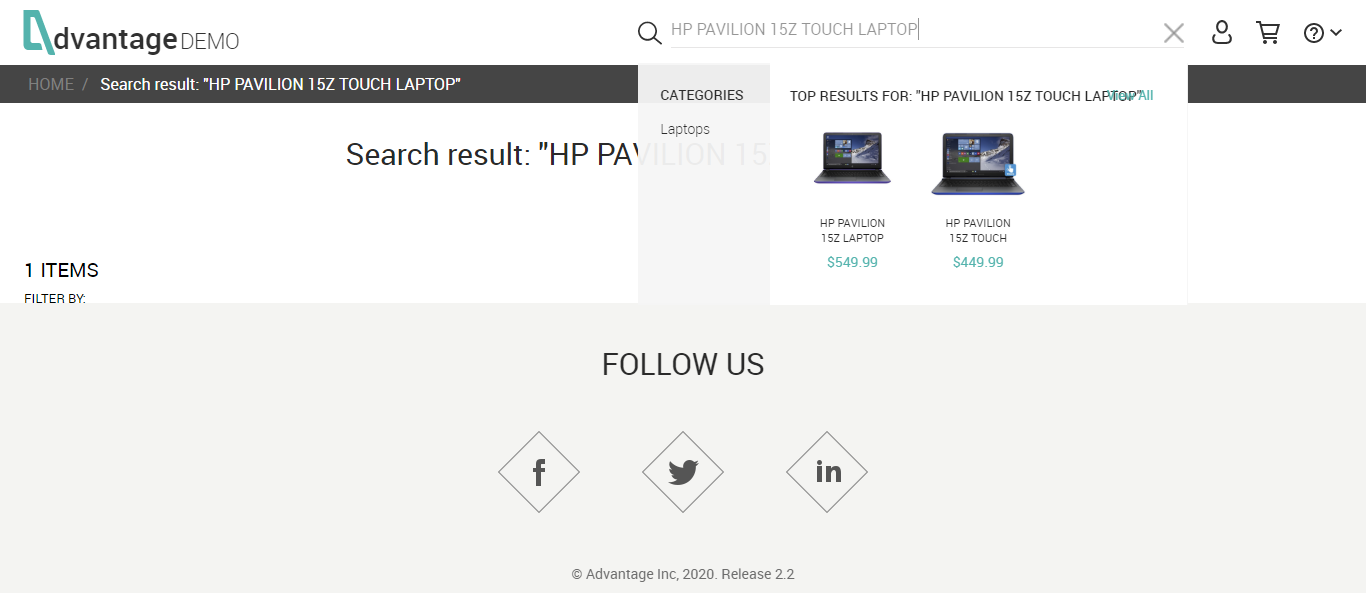 dvantage DEMO
HP PAVILION 15Z TOUCH LAPTOP
HOME / Search result: "HP PAVILION 15Z TOUCH LAPTOP"
CATEGORIES
Laptops
TOP RESULTS FOR: "HP PAVILION 15Z TOUCH LAPTOP"
View All
HP PAVILION
15Z LAPTOP
$549.99
HP PAVILION
15Z TOUCH
$449.99
Search result: "HP PAVILION 15
1 ITEMS
FILTER BY:
FOLLOW US
f
in
© Advantage Inc, 2020. Release 2.2